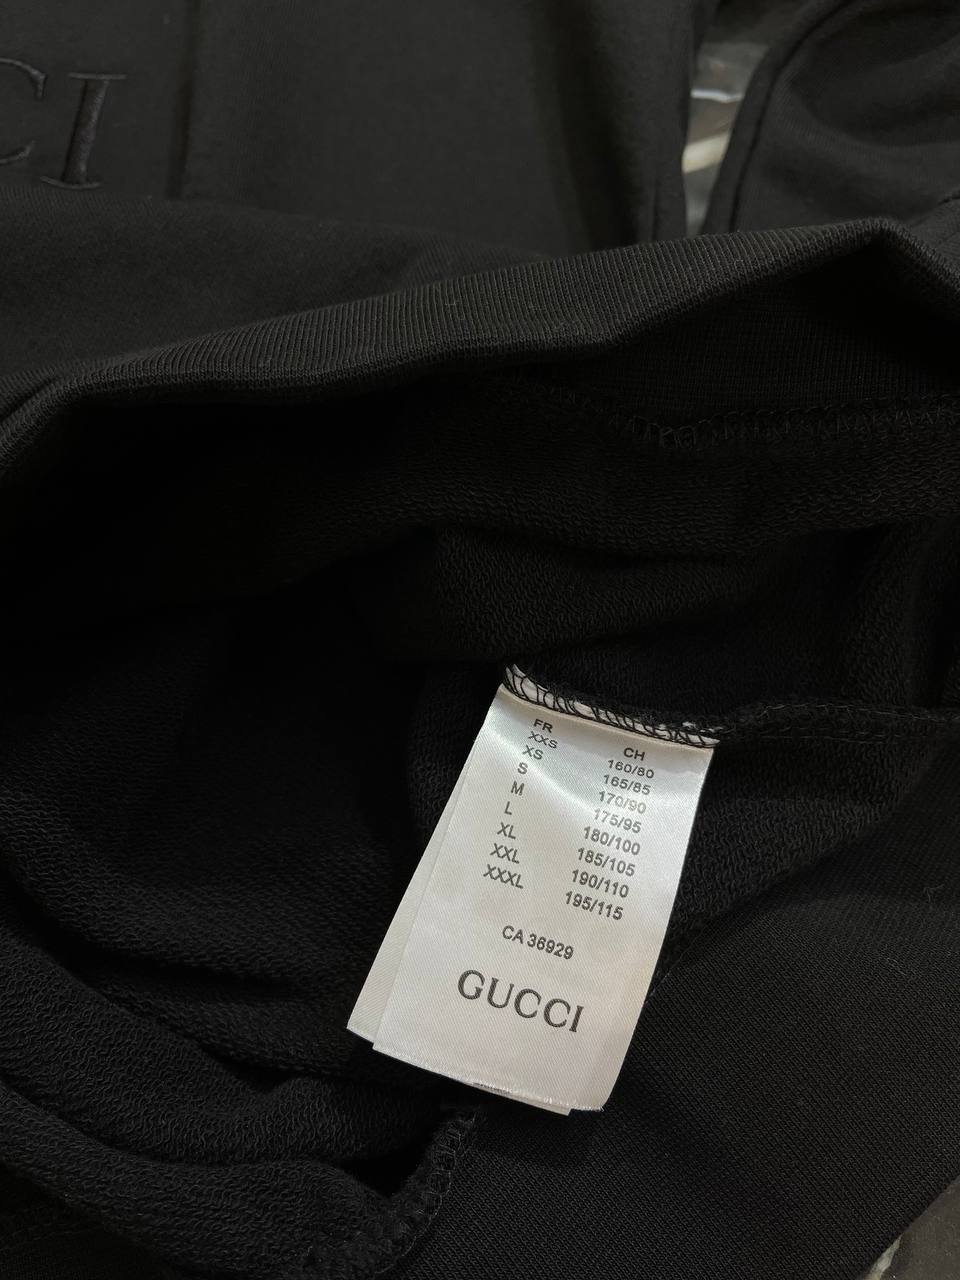 CI
FR CH
XXS 160/80
XS 165/85
S 170/90
M 175/95
L 180/100
XL 185/105
XXL 190/110
XXXL 195/115
CA 36929
GUCCI